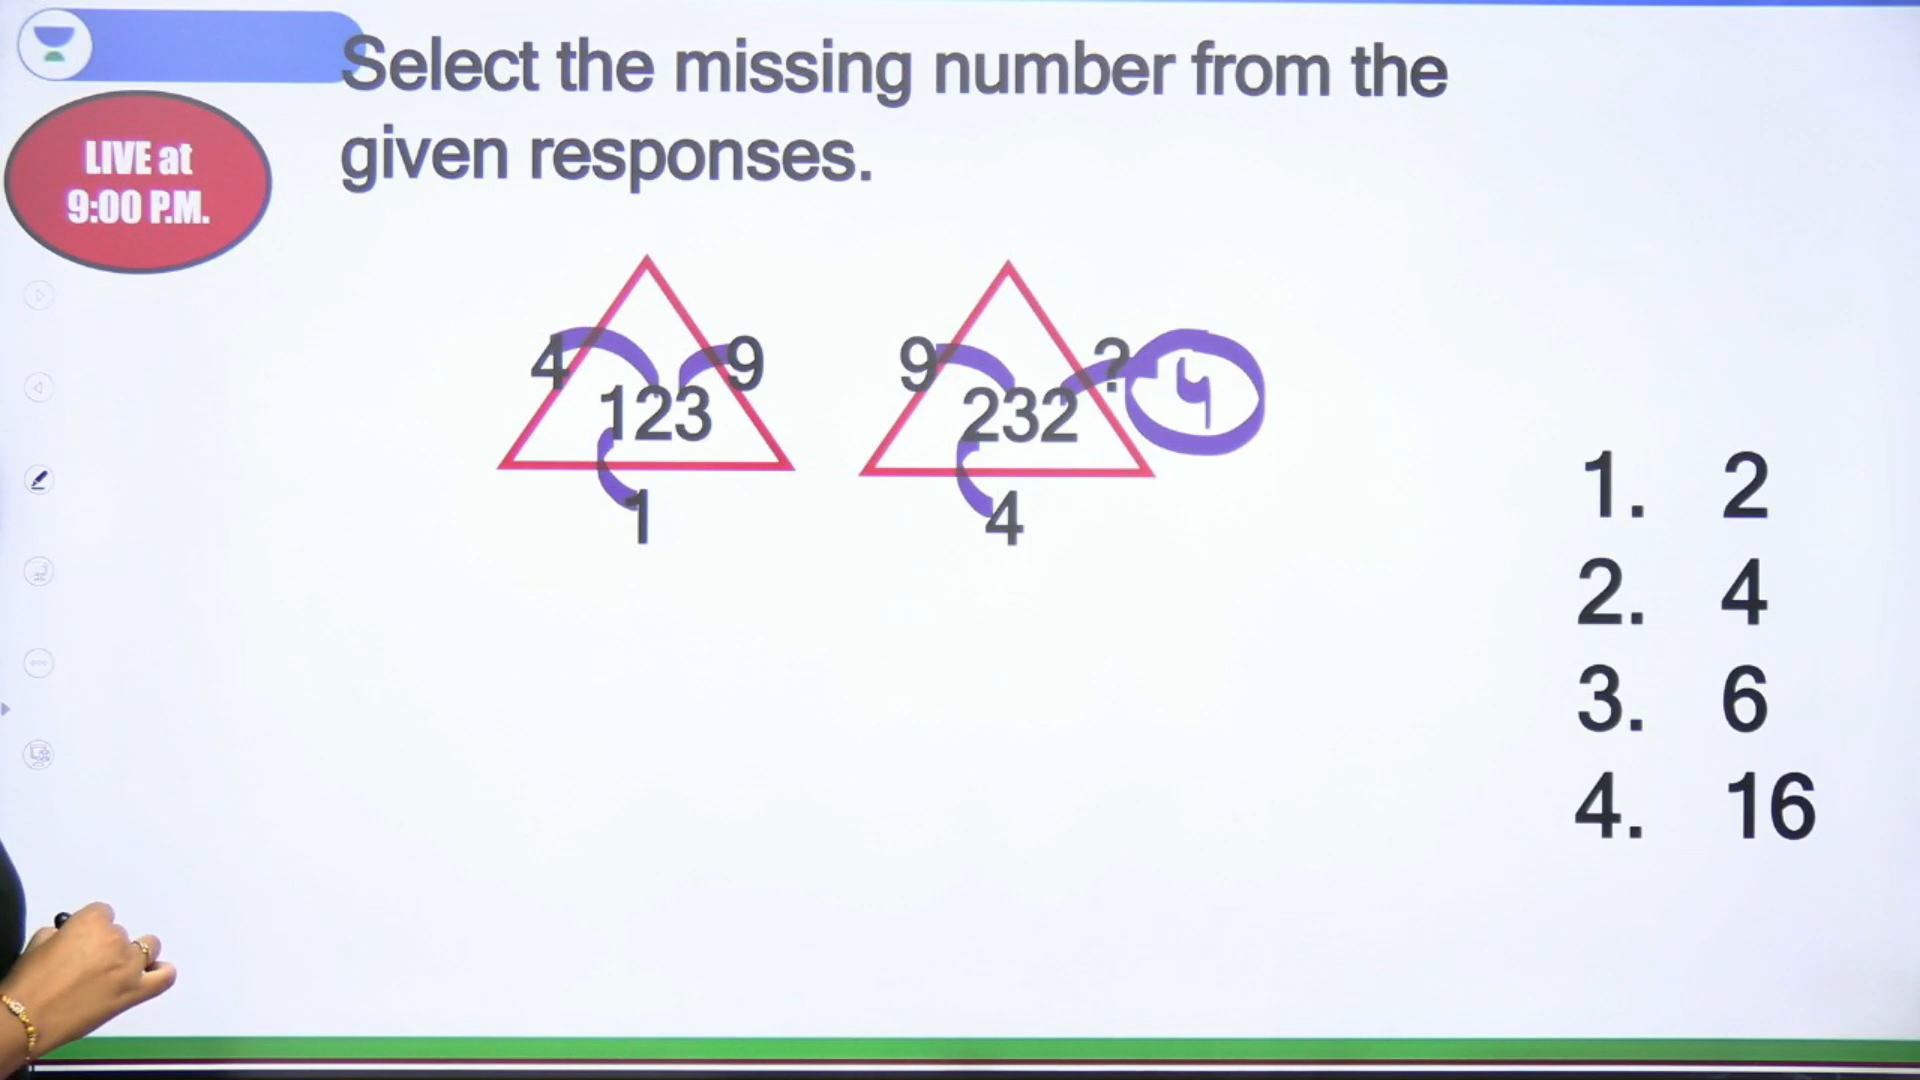 Select the missing number from the
given responses.
LIVE at
9:00 P.M.
4 9
123
1
9 ? 4
232
4
1. 2
2. 4
3. 6
4. 16